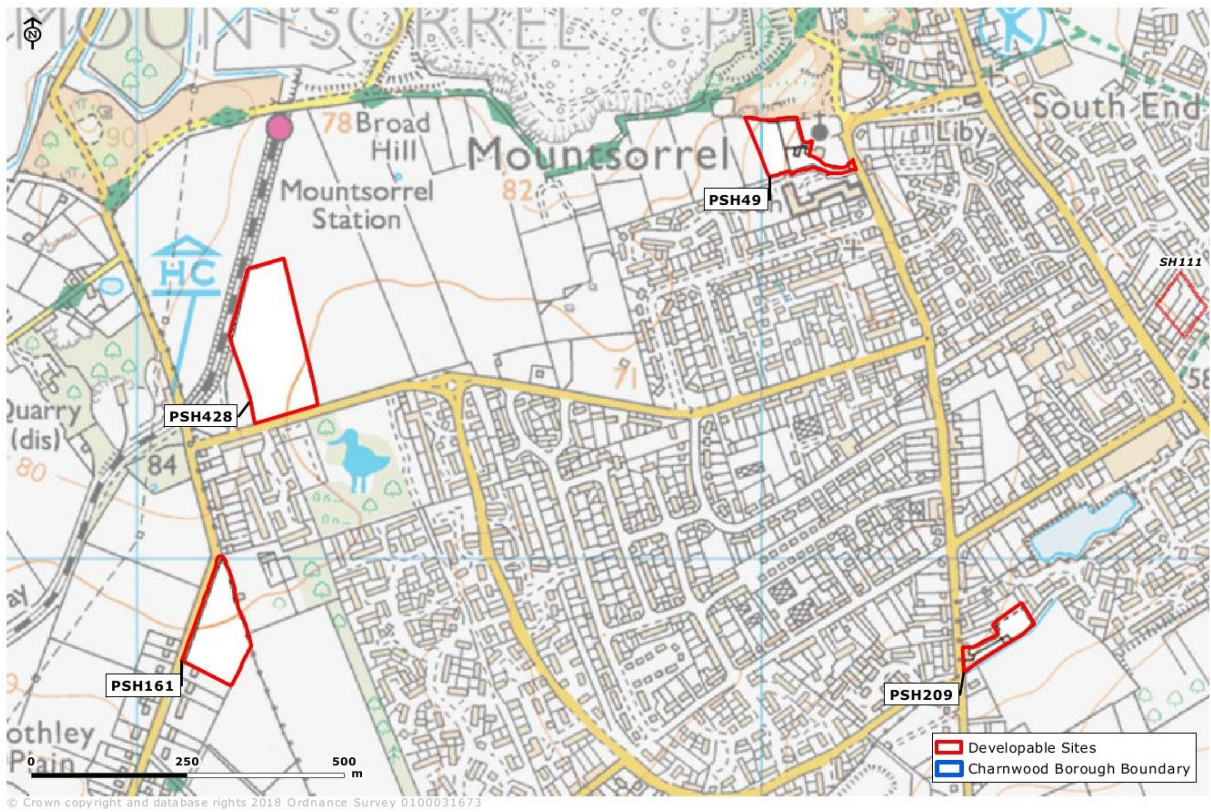 MOUNTSORREL CP
N
78 Broad
Hill
90
South End
Liby
Mountsorrel
82
Mountsorrel
Station
PSH49
HC
SH111
71
58
PSH428
Quarry
(dis)
84
80
PSH161
PSH209
othley
Plain
0 250 500
m
Developable Sites
Charnwood Borough Boundary
© Crown copyright and database rights 2018 Ordnance Survey 0100031673